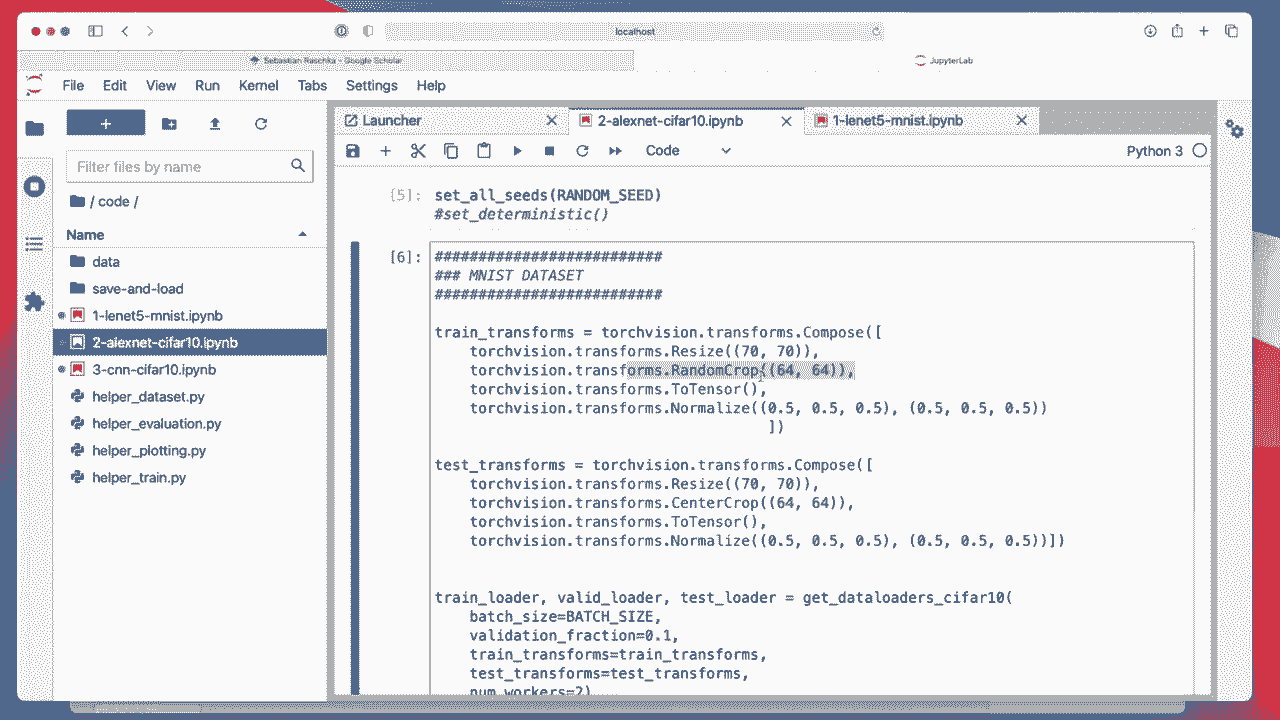 localhost
Sebastian Raschka - Google Scholar
JupyterLab
File Edit View Run Kernel Tabs Settings Help
Launcher
2-alexnet-cifar10.ipynb
1-lenet5-mnist.ipynb
Filter files by name
Code
Python 3
/ code /
Name
data
save-and-load
1-lenet5-mnist.ipynb
2-alexnet-cifar10.ipynb
3-cnn-cifar10.ipynb
helper_dataset.py
helper_evaluation.py
helper_plotting.py
helper_train.py
[5]: set_all_seeds(RANDOM_SEED)
#set_deterministic()
[6]: ##########################
### MNIST DATASET
##########################
train_transforms = torchvision.transforms.Compose([
torchvision.transforms.Resize((70, 70)),
torchvision.transforms.RandomCrop((64, 64)),
torchvision.transforms.ToTensor(),
torchvision.transforms.Normalize((0.5, 0.5, 0.5), (0.5, 0.5, 0.5))
])
test_transforms = torchvision.transforms.Compose([
torchvision.transforms.Resize((70, 70)),
torchvision.transforms.CenterCrop((64, 64)),
torchvision.transforms.ToTensor(),
torchvision.transforms.Normalize((0.5, 0.5, 0.5), (0.5, 0.5, 0.5))])
train_loader, valid_loader, test_loader = get_dataloaders_cifar10(
batch_size=BATCH_SIZE,
validation_fraction=0.1,
train_transforms=train_transforms,
test_transforms=test_transforms,
num_workers=2)